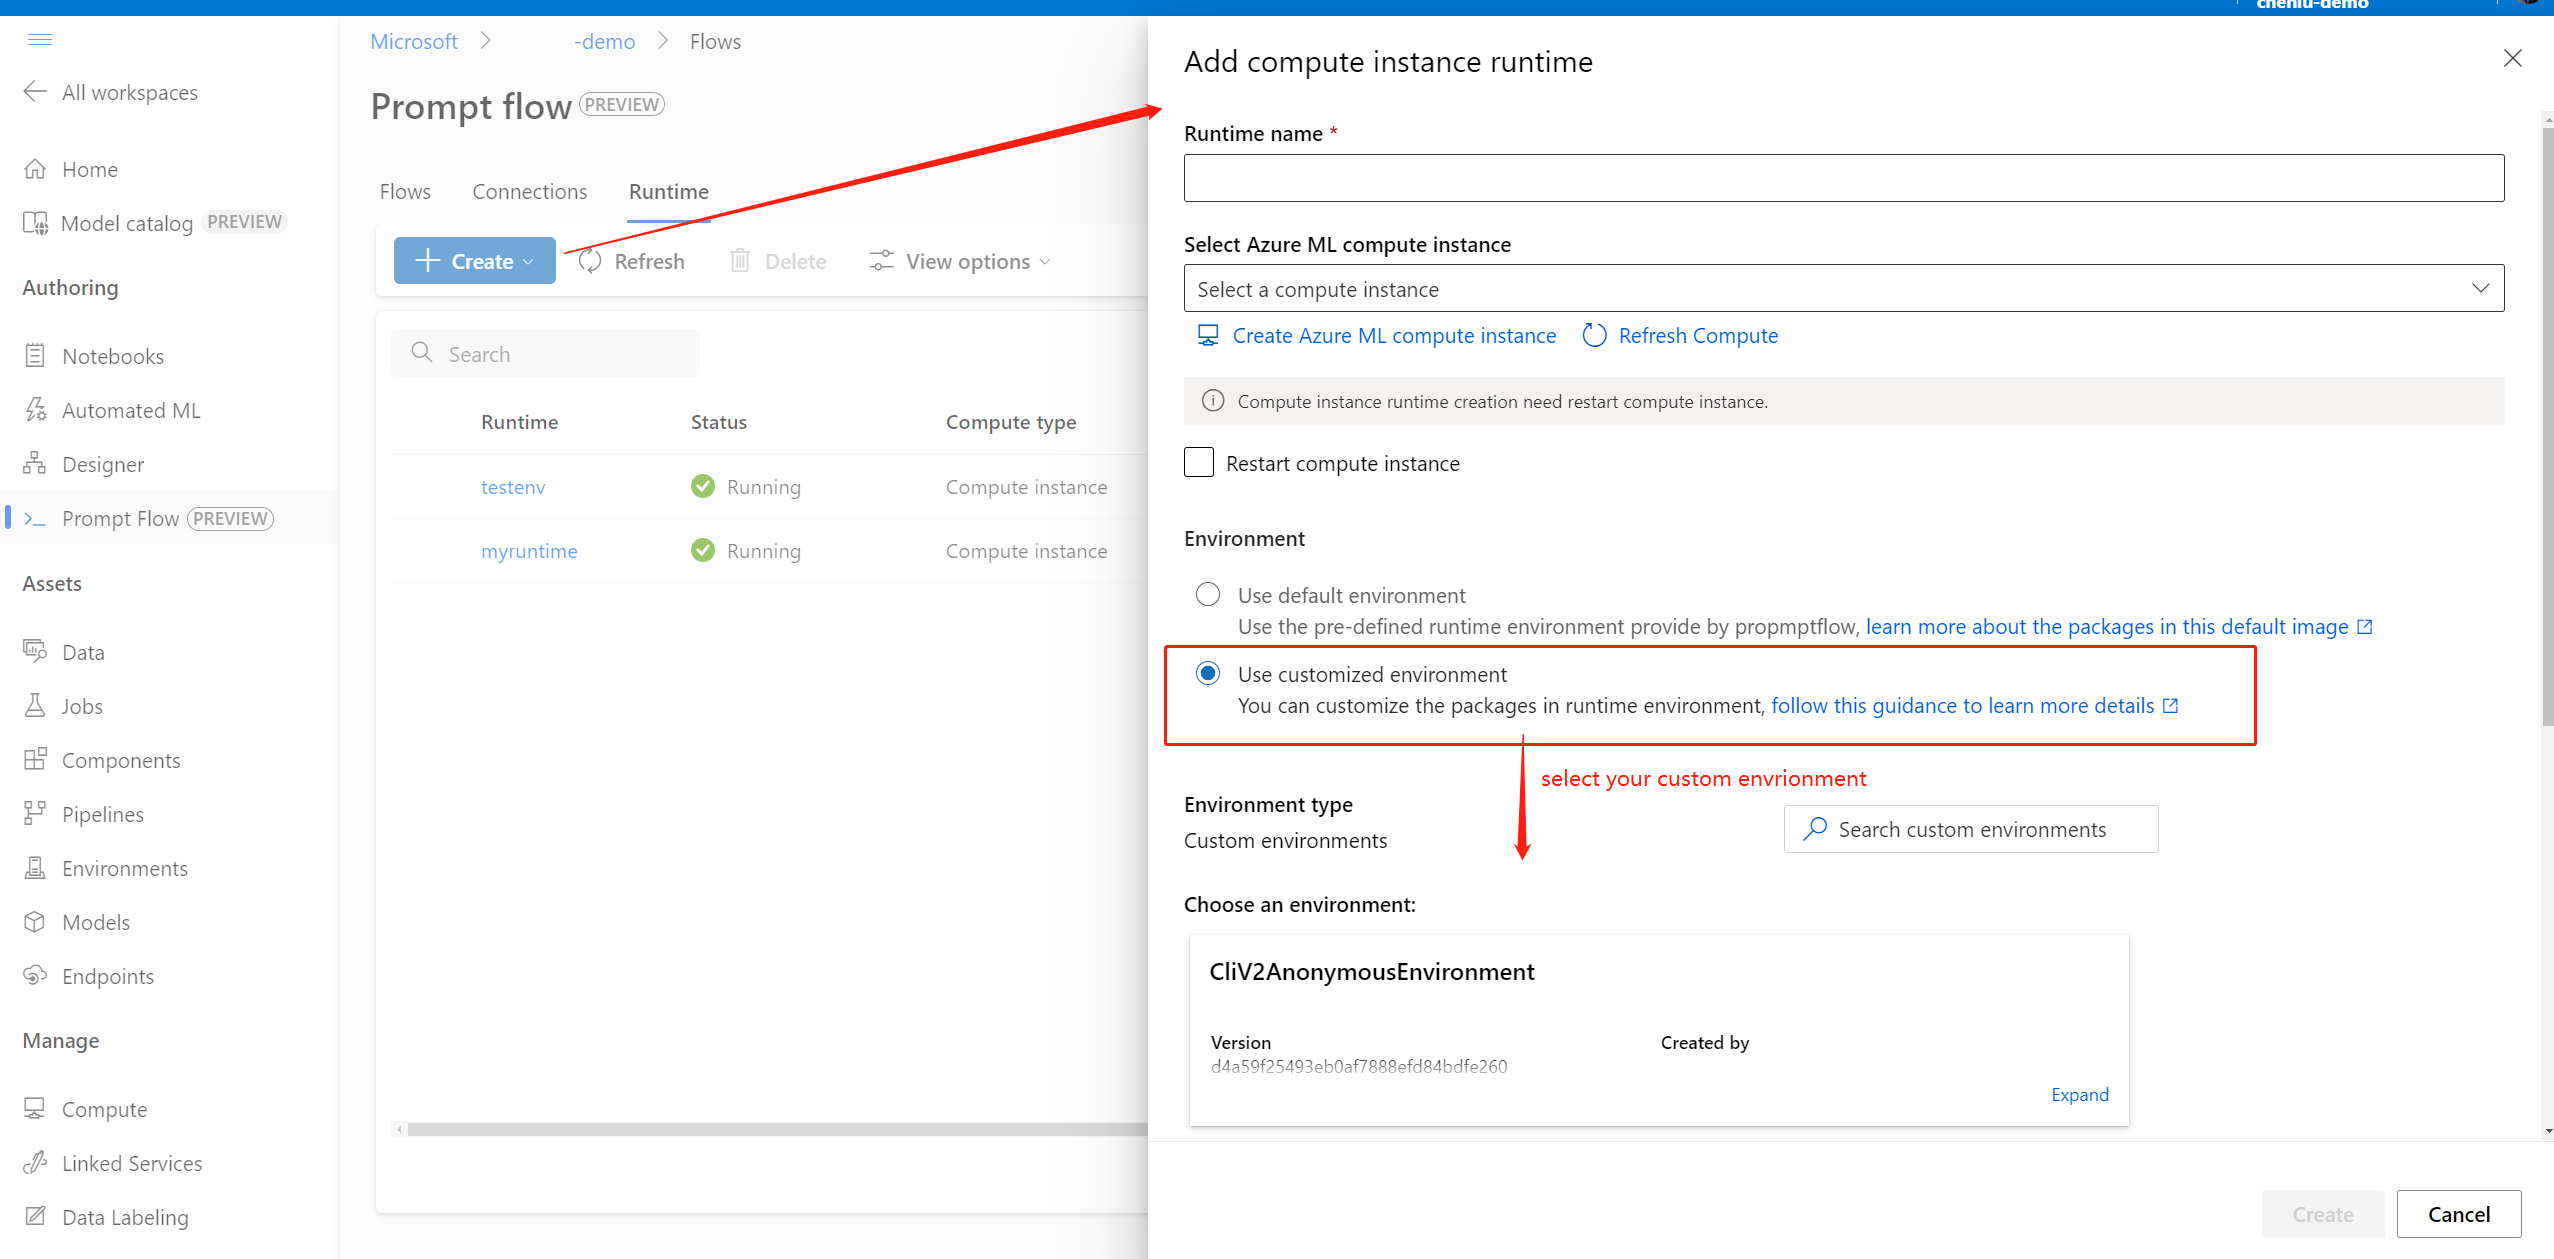 chenlu-demo
Microsoft
-demo
Flows
All workspaces
Home
Model catalog PREVIEW
Authoring
Notebooks
Automated ML
Designer
Prompt Flow PREVIEW
Assets
Data
Jobs
Components
Pipelines
Environments
Models
Endpoints
Manage
Compute
Linked Services
Data Labeling
Prompt flow PREVIEW
Flows Connections Runtime
Create Refresh Delete View options
Search
Runtime Status Compute type
testenv Running Compute instance
myruntime Running Compute instance
Add compute instance runtime
Runtime name *
Select Azure ML compute instance
Select a compute instance
Create Azure ML compute instance Refresh Compute
Compute instance runtime creation need restart compute instance.
Restart compute instance
Environment
Use default environment
Use the pre-defined runtime environment provide by propmptflow, learn more about the packages in this default image
Use customized environment
You can customize the packages in runtime environment, follow this guidance to learn more details
select your custom envrionment
Environment type
Custom environments
Search custom environments
Choose an environment:
CliV2AnonymousEnvironment
Version Created by
d4a59f25493eb0af7888efd84bdfe260
Expand
Create Cancel